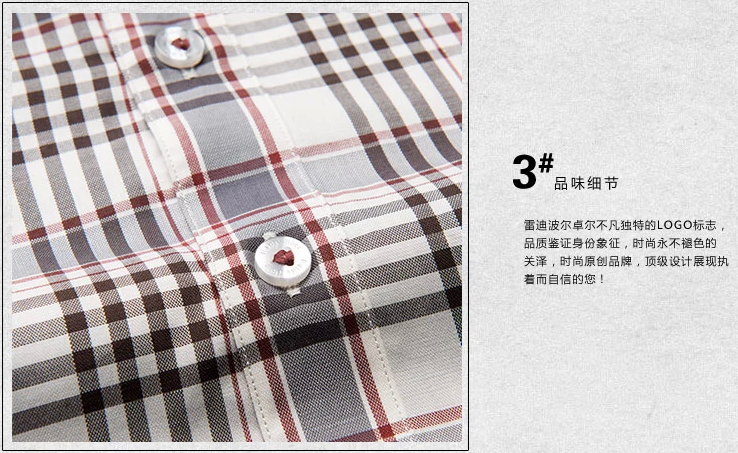 3# 品味细节
雷迪波尔卓尔不凡独特的LOGO标志，
品质鉴证身份象征，时尚永不褪色的
关泽，时尚原创品牌，顶级设计展现执
着而自信的您！